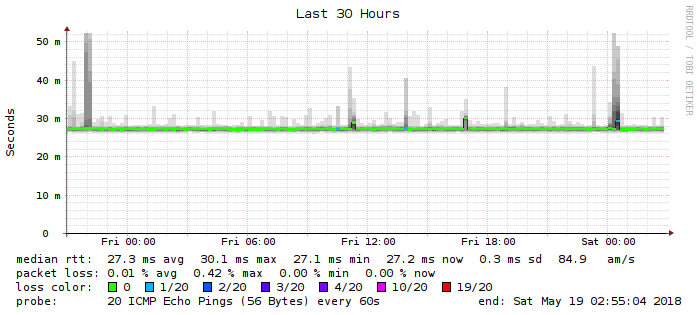 Last 30 Hours
RRDTOOL / TOBI OETIKER
Seconds
50 m
40 m
30 m
20 m
10 m
0
Fri 00:00 Fri 06:00 Fri 12:00 Fri 18:00 Sat 00:00
median rtt: 27.3 ms avg 30.1 ms max 27.1 ms min 27.2 ms now 0.3 ms sd 84.9 am/s
packet loss: 0.01 % avg 0.42 % max 0.00 % min 0.00 % now
loss color: 0 1/20 2/20 3/20 4/20 10/20 19/20
probe: 20 ICMP Echo Pings (56 Bytes) every 60s end: Sat May 19 02:55:04 2018